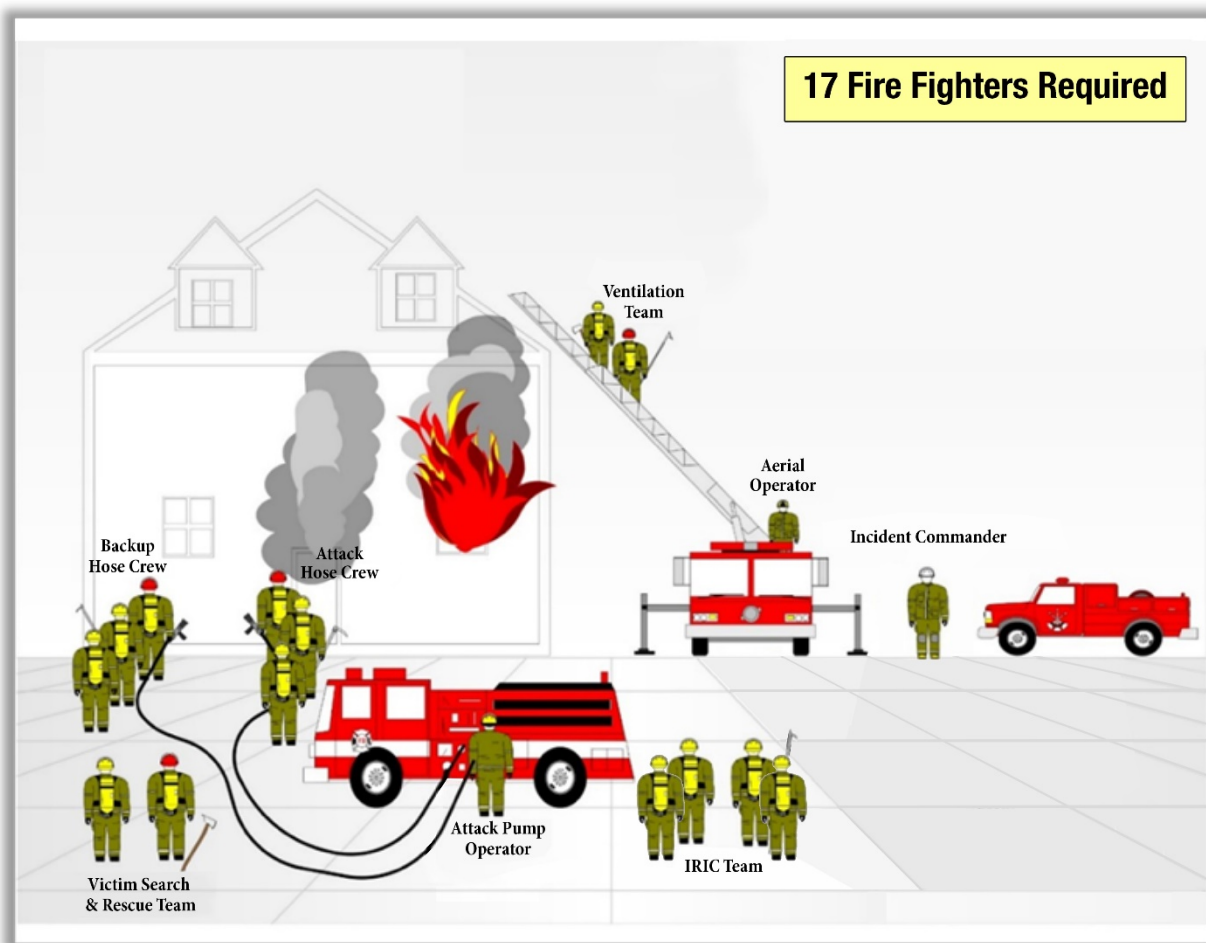 17 Fire Fighters Required
Ventilation
Team
Aerial
Operator
Incident Commander
Backup
Hose Crew
Attack
Hose Crew
Attack Pump
Operator
IRIC Team
Victim Search
& Rescue Team